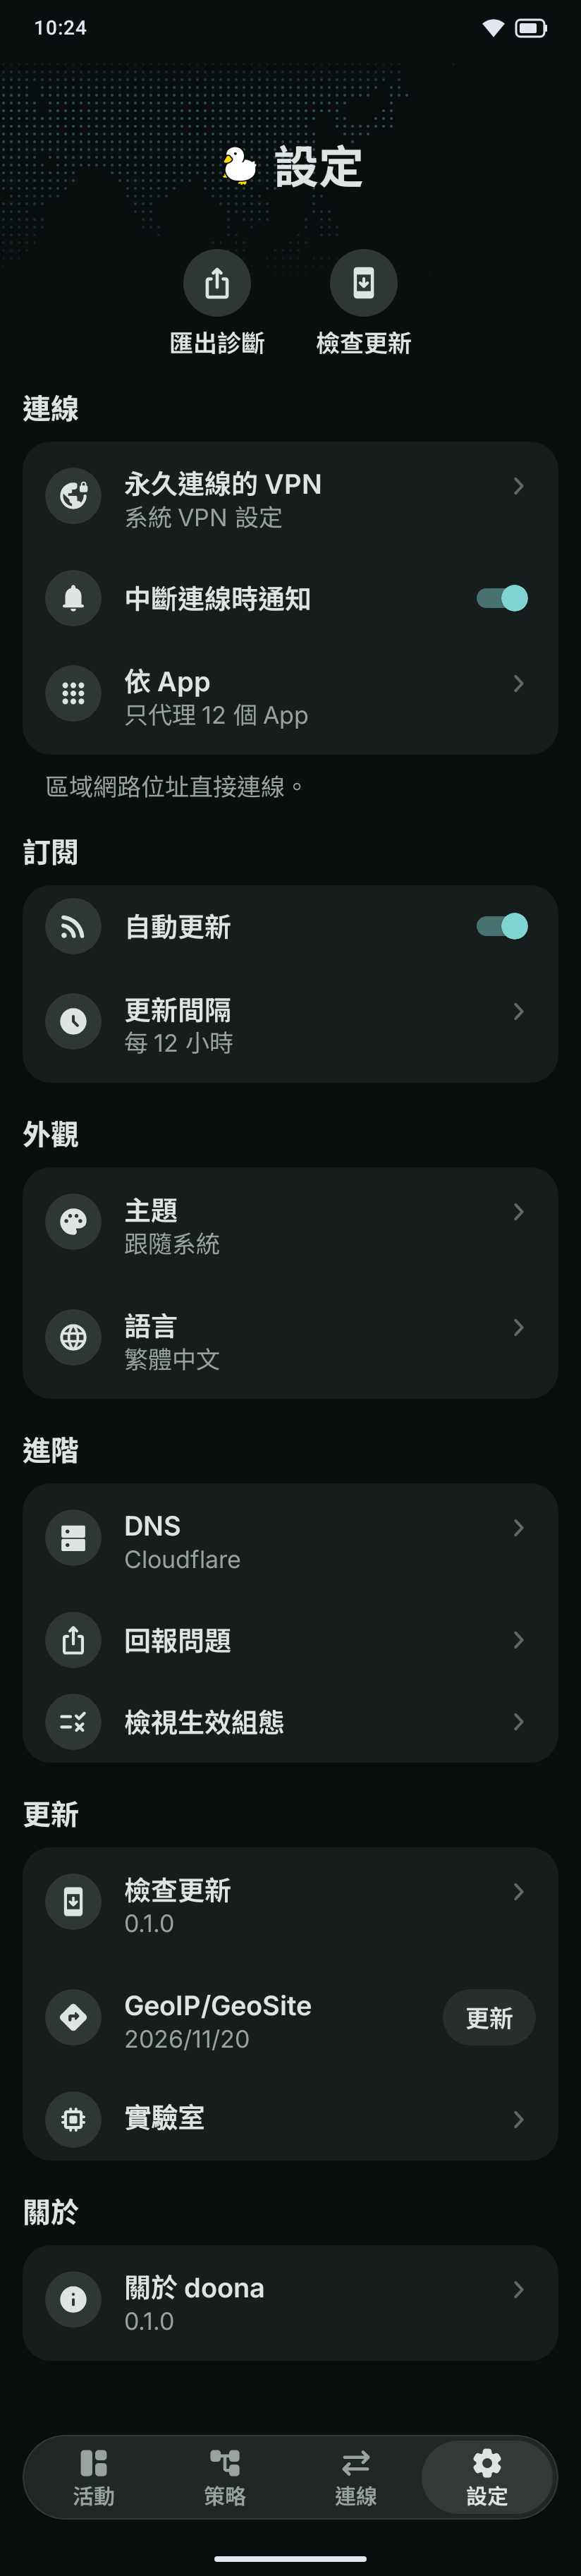 10:24
設定
匯出診斷
檢查更新
連線
永久連線的 VPN
系統 VPN 設定
中斷連線時通知
依 App
只代理 12 個 App
區域網路位址直接連線。
訂閱
自動更新
更新間隔
每 12 小時
外觀
主題
跟隨系統
語言
繁體中文
進階
DNS
Cloudflare
回報問題
檢視生效組態
更新
檢查更新
0.1.0
GeoIP/GeoSite
2026/11/20
更新
實驗室
關於
關於 doona
0.1.0
活動
策略
連線
設定